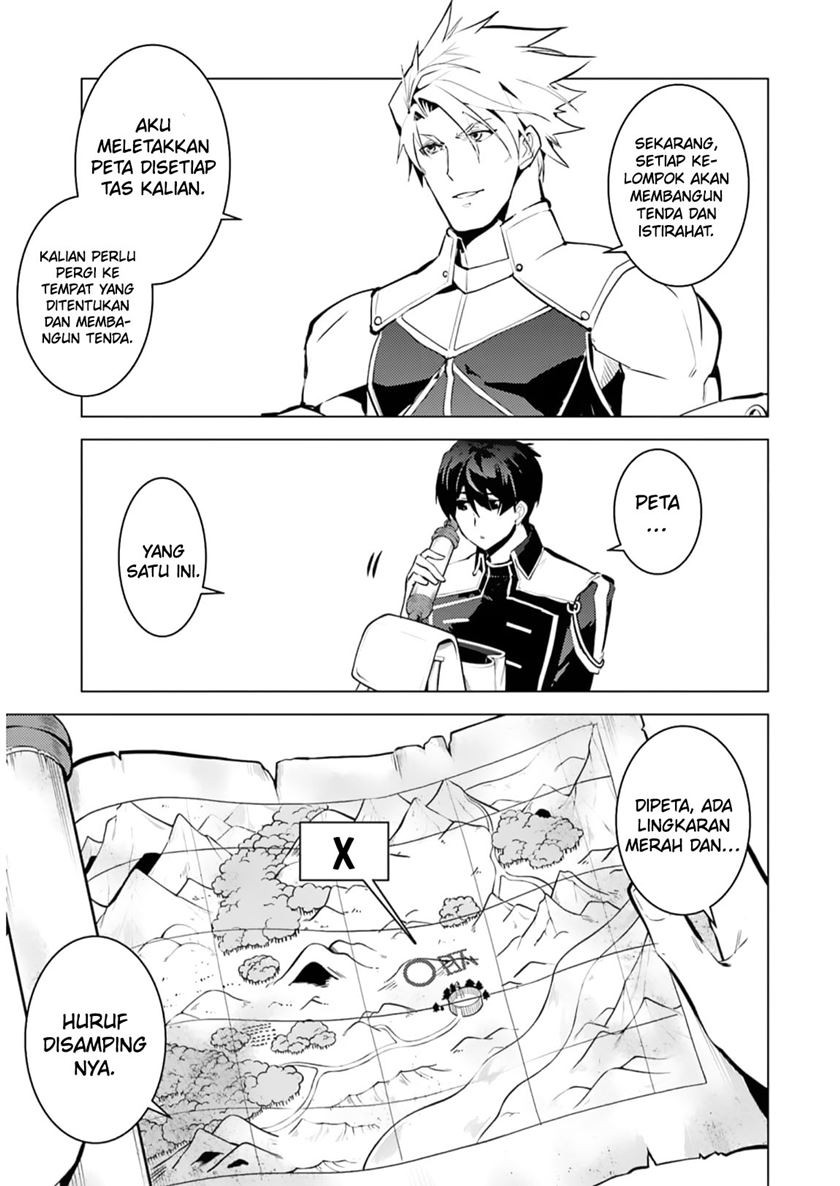 SEKARANG,
SETIAP KE-
LOMPOK AKAN
MEMBANGUN
TENDA DAN
ISTIRAHAT.
AKU
MELETAKKAN
PETA DISETIAP
TAS KALIAN.
KALIAN PERLU
PERGI KE
TEMPAT YANG
DITENTUKAN
DAN MEMBA-
NGUN TENDA.
PETA
...
YANG
SATU INI.
DIPETA, ADA
LINGKARAN
MERAH DAN...
X
HURUF
DISAMPING
NYA.